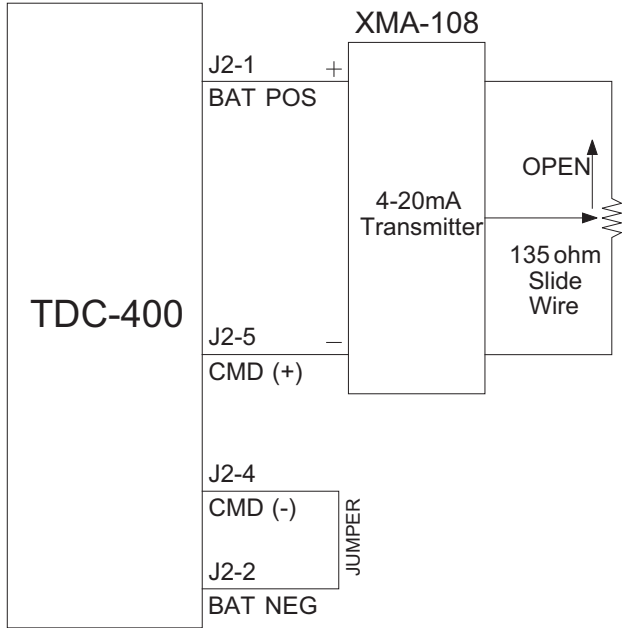 XMA-108
J2-1 +
BAT POS
OPEN
4-20mA
Transmitter
135 ohm
Slide
Wire
TDC-400
J2-5 –
CMD (+)
J2-4
CMD (-)
JUMPER
J2-2
BAT NEG